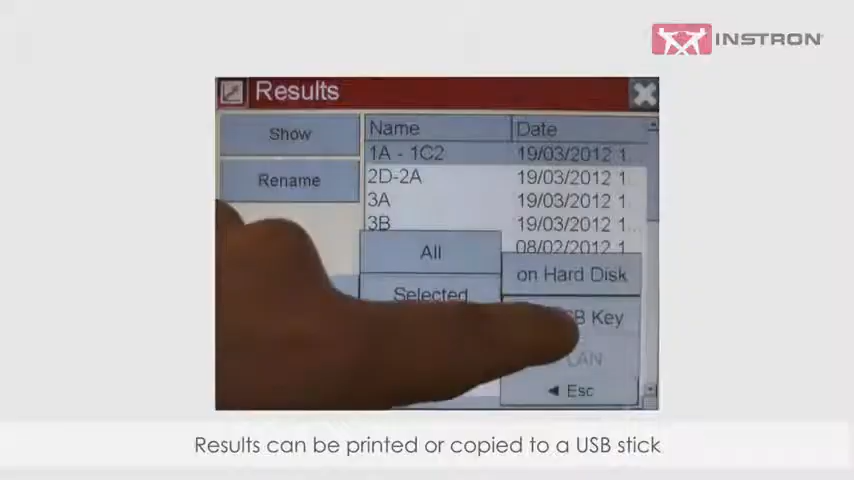 INSTRON
Results
Show
Name
Date
1A - 1C2
19/03/2012 1...
Rename
2D-2A
19/03/2012 1...
3A
19/03/2012 1...
3B
19/03/2012 1...
08/02/2012 1...
All
on Hard Disk
Selected
Key
LAN
◄ Esc
Results can be printed or copied to a USB stick